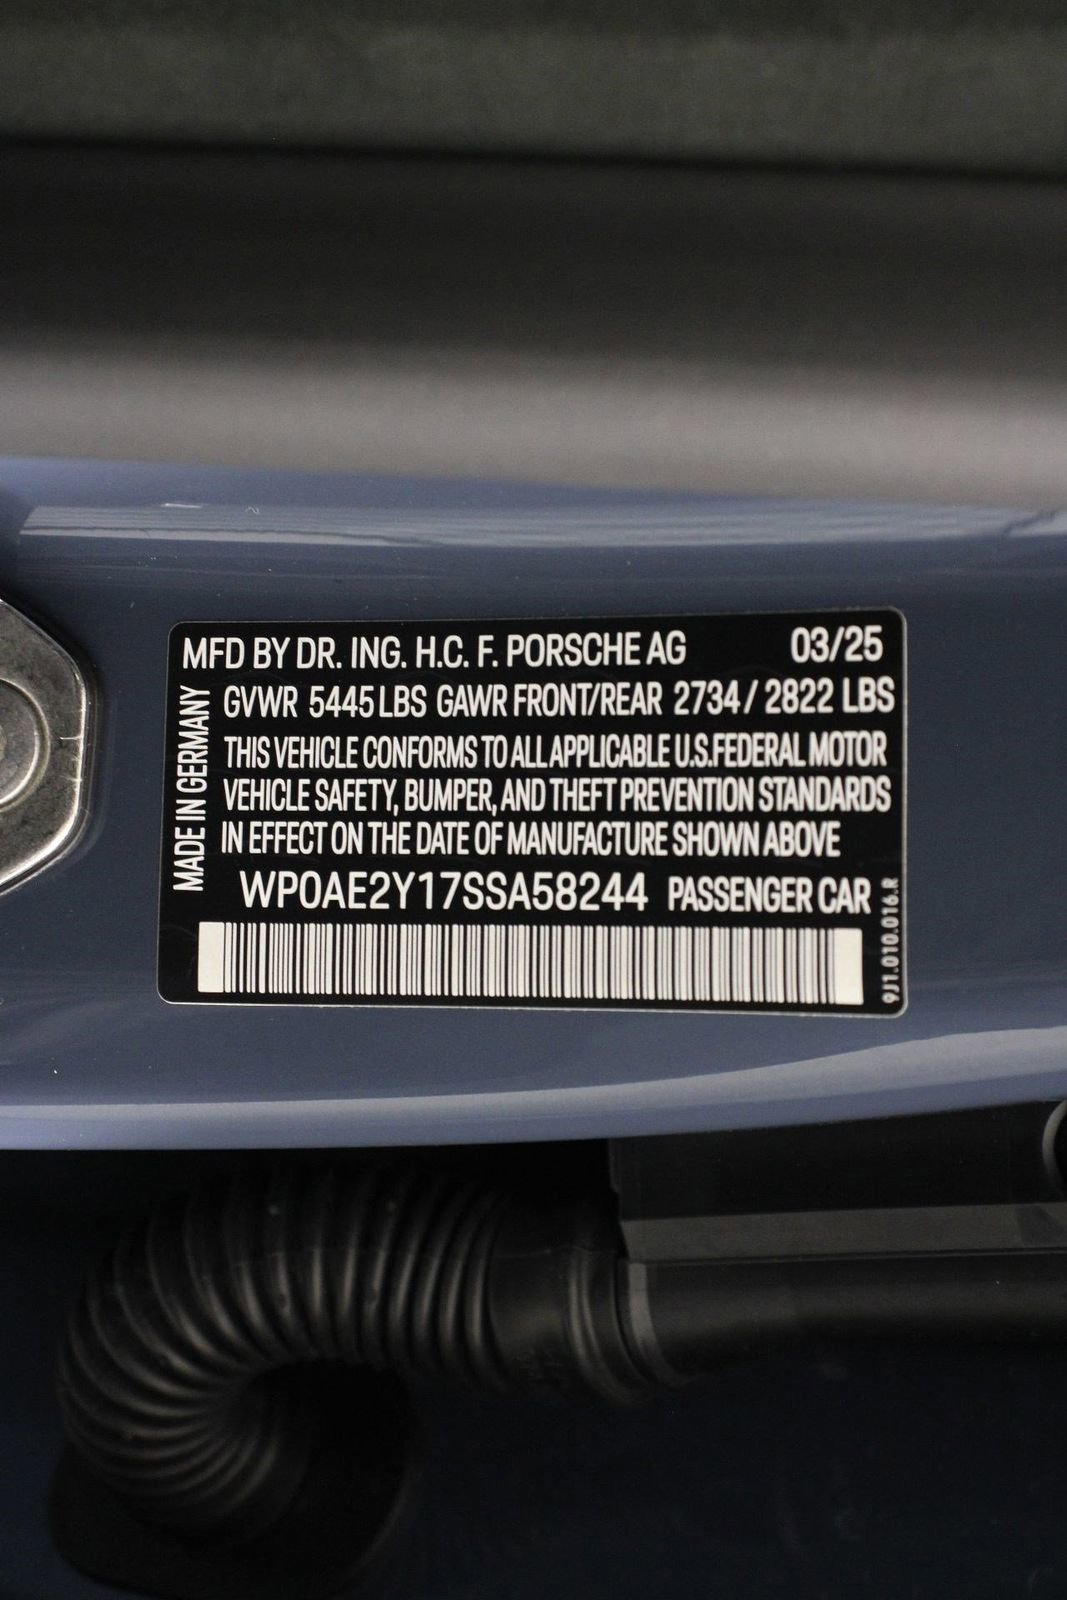 MFD BY DR. ING. H.C. F. PORSCHE AG 03/25
GVWR 5445 LBS GAWR FRONT/REAR 2734 / 2822 LBS
THIS VEHICLE CONFORMS TO ALL APPLICABLE U.S.FEDERAL MOTOR
VEHICLE SAFETY, BUMPER, AND THEFT PREVENTION STANDARDS
IN EFFECT ON THE DATE OF MANUFACTURE SHOWN ABOVE
WP0AE2Y17SSA58244 PASSENGER CAR
MADE IN GERMANY
9J1.010.016.R